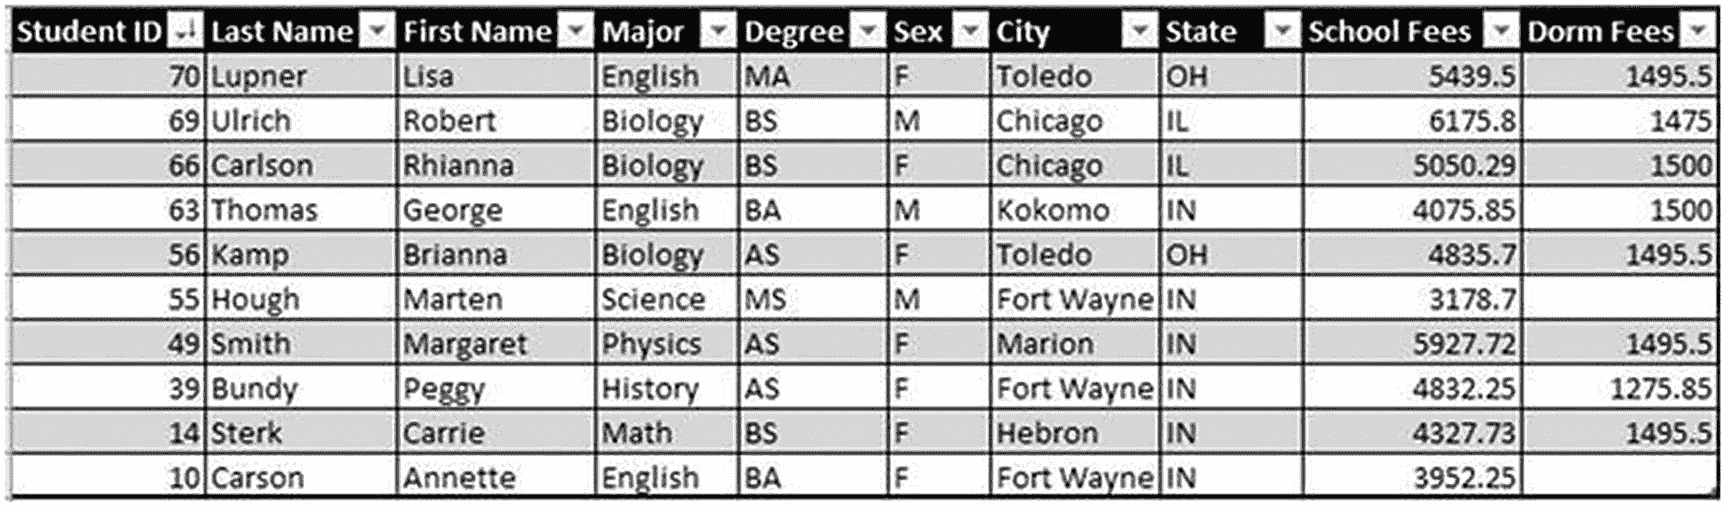 Student ID Last Name First Name Major Degree Sex City State School Fees Dorm Fees
70 Lupner Lisa English MA F Toledo OH 5439.5 1495.5
69 Ulrich Robert Biology BS M Chicago IL 6175.8 1475
66 Carlson Rhianna Biology BS F Chicago IL 5050.29 1500
63 Thomas George English BA M Kokomo IN 4075.85 1500
56 Kamp Brianna Biology AS F Toledo OH 4835.7 1495.5
55 Hough Marten Science MS M Fort Wayne IN 3178.7
49 Smith Margaret Physics AS F Marion IN 5927.72 1495.5
39 Bundy Peggy History AS F Fort Wayne IN 4832.25 1275.85
14 Sterk Carrie Math BS F Hebron IN 4327.73 1495.5
10 Carson Annette English BA F Fort Wayne IN 3952.25